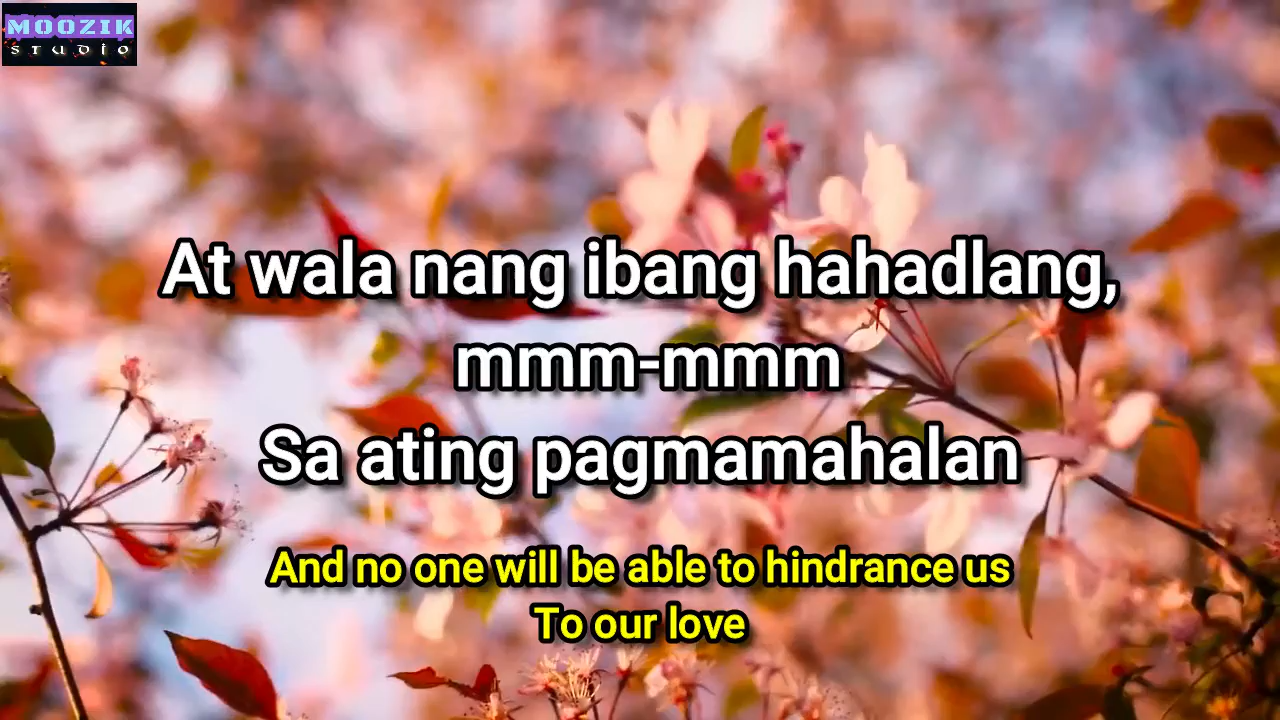 MOOZIK
STUDIO
At wala nang ibang hahadlang,
mmm-mmm
Sa ating pagmamahalan
And no one will be able to hindrance us
To our love